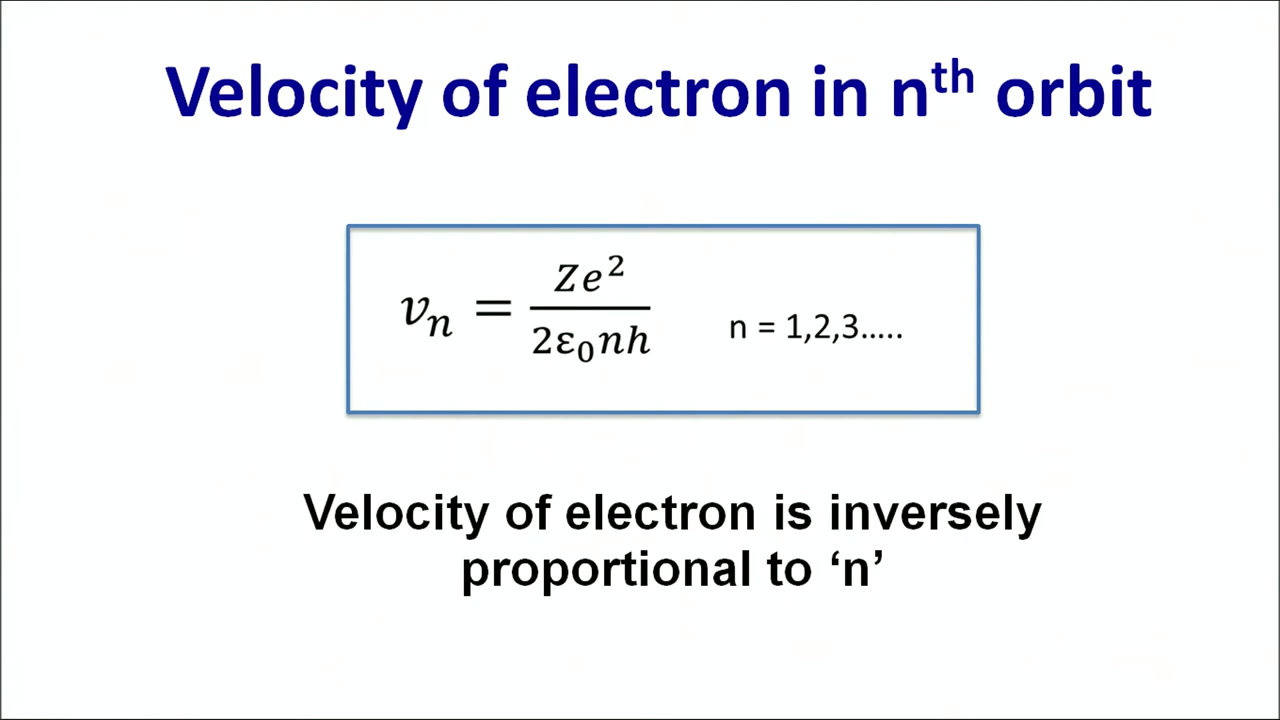 Velocity of electron in nᵗʰ orbit
vₙ = Ze² / 2ε₀nh n = 1,2,3.....
Velocity of electron is inversely
proportional to ‘n’